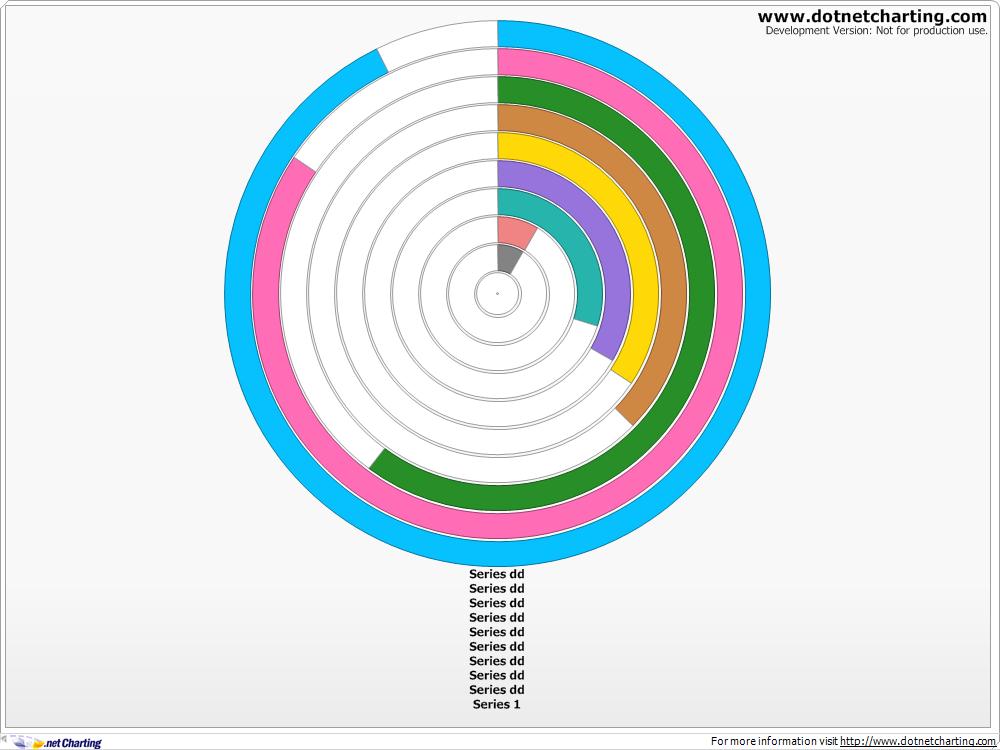 www.dotnetcharting.com
Development Version: Not for production use.
Series dd
Series dd
Series dd
Series dd
Series dd
Series dd
Series dd
Series dd
Series dd
Series 1
.net Charting
For more information visit http://www.dotnetcharting.com